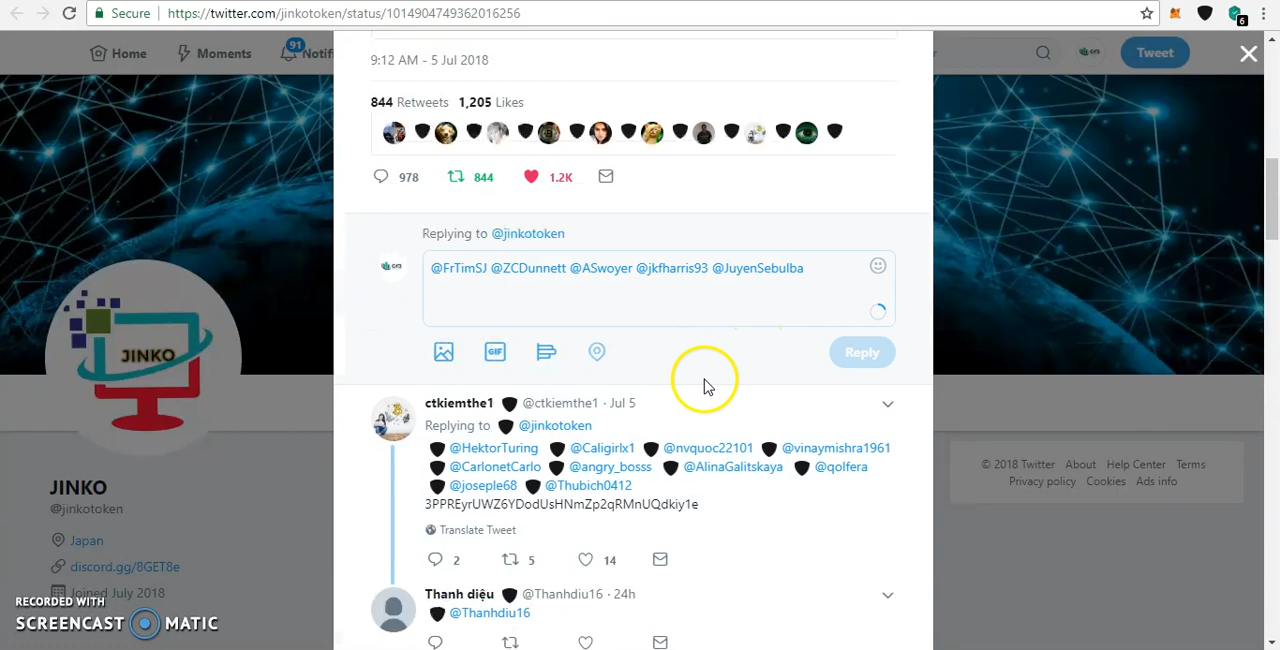 Secure https://twitter.com/jinkotoken/status/1014904749362016256
6
Home Moments 91 Notifi Tweet
9:12 AM - 5 Jul 2018
844 Retweets 1,205 Likes
978 844 1.2K
Replying to @jinkotoken
@FrTimSJ @ZCDunnett @ASwoyer @jkfharris93 @JuyenSebulba
GIF Reply
ctkiemthe1 @ctkiemthe1 · Jul 5
Replying to @jinkotoken
@HektorTuring @Caligirlx1 @nvquoc22101 @vinaymishra1961
@CarlonetCarlo @angry_bosss @AlinaGalitskaya @qolfera
@joseple68 @Thubich0412
3PPREyrUWZ6YDodUsHNmZp2qRMnUQdkiy1e
Translate Tweet
2 5 14
Thanh diệu @Thanhdiu16 · 24h
@Thanhdiu16
JINKO
JINKO
@jinkotoken
Japan
discord.gg/8GET8e
Joined July 2018
© 2018 Twitter About Help Center Terms
Privacy policy Cookies Ads info
RECORDED WITH
SCREENCAST MATIC